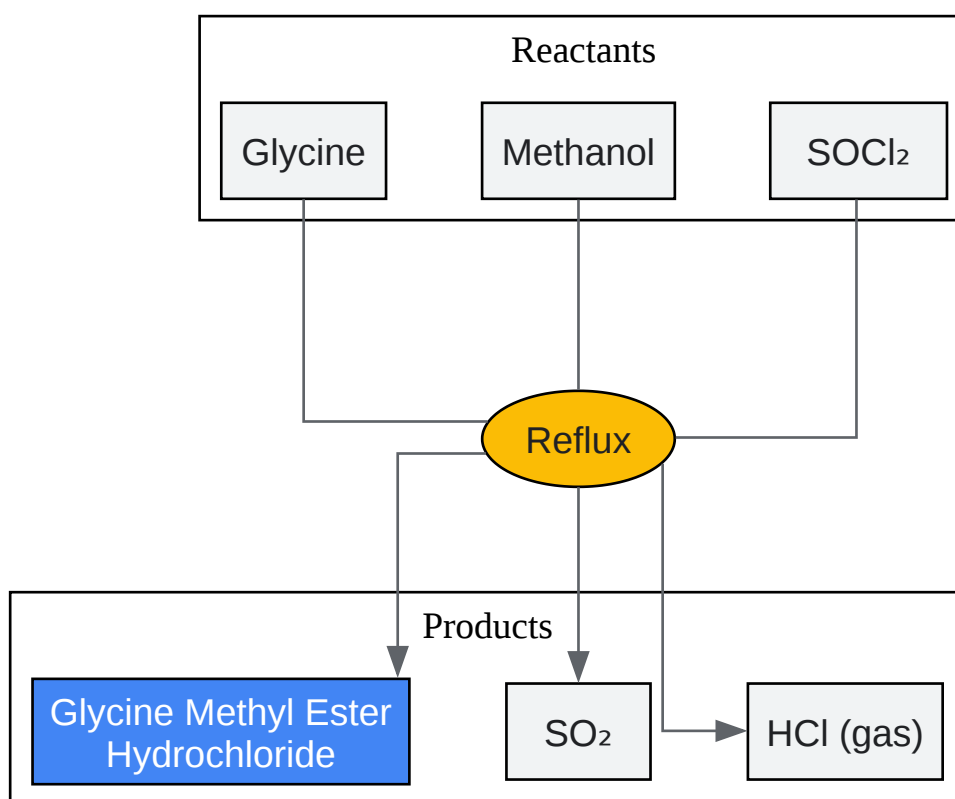 Reactants
Glycine
Methanol
SOCl₂
Reflux
Products
Glycine Methyl Ester
Hydrochloride
SO₂
HCl (gas)